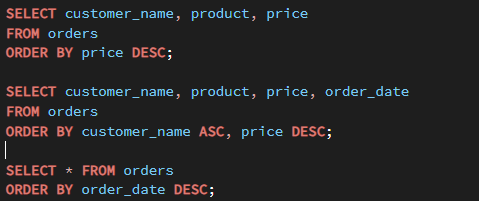 SELECT customer_name, product, price
FROM orders
ORDER BY price DESC;
SELECT customer_name, product, price, order_date
FROM orders
ORDER BY customer_name ASC, price DESC;
SELECT * FROM orders
ORDER BY order_date DESC;